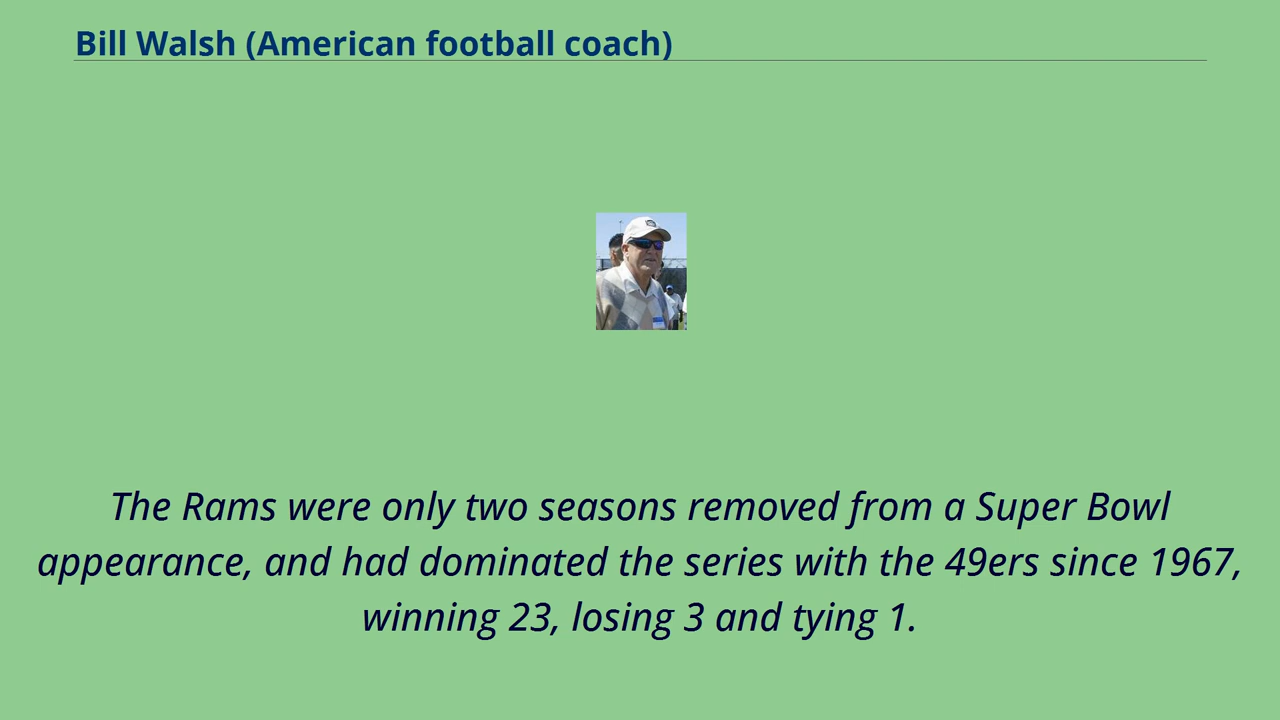 Bill Walsh (American football coach)
The Rams were only two seasons removed from a Super Bowl
appearance, and had dominated the series with the 49ers since 1967,
winning 23, losing 3 and tying 1.